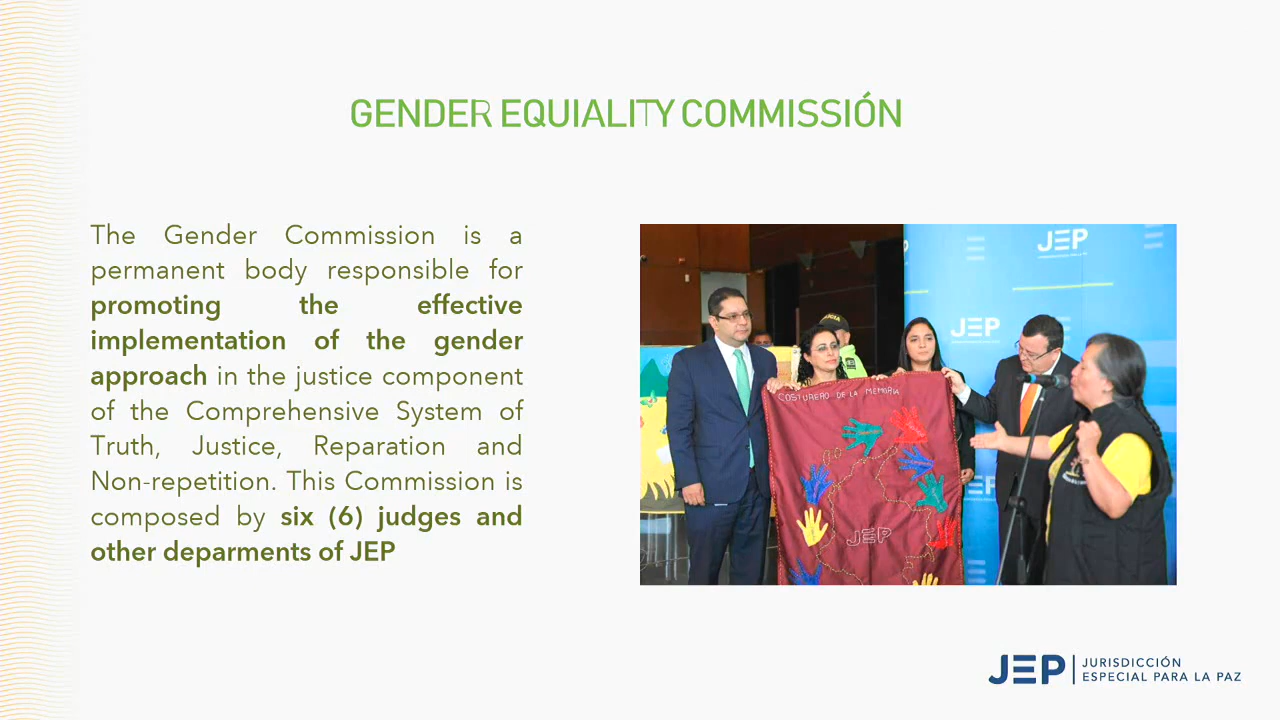 GENDER EQUIALITY COMMISSIÓN
The Gender Commission is a
permanent body responsible for
promoting the effective
implementation of the gender
approach in the justice component
of the Comprehensive System of
Truth, Justice, Reparation and
Non-repetition. This Commission is
composed by six (6) judges and
other deparments of JEP
JEP
JEP
COSTURERO DE LA MEMORIA
JEP
JEP JURISDICCIÓN
ESPECIAL PARA LA PAZ